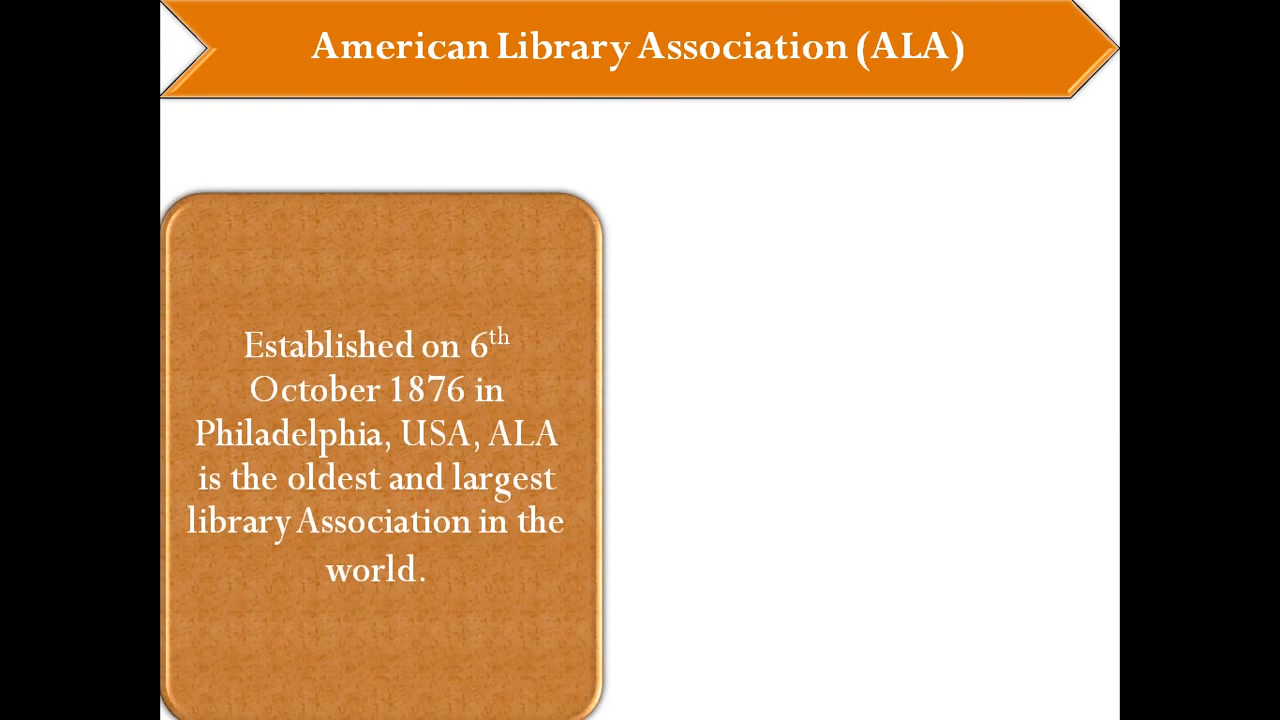 American Library Association (ALA)
Established on 6th
October 1876 in
Philadelphia, USA, ALA
is the oldest and largest
library Association in the
world.